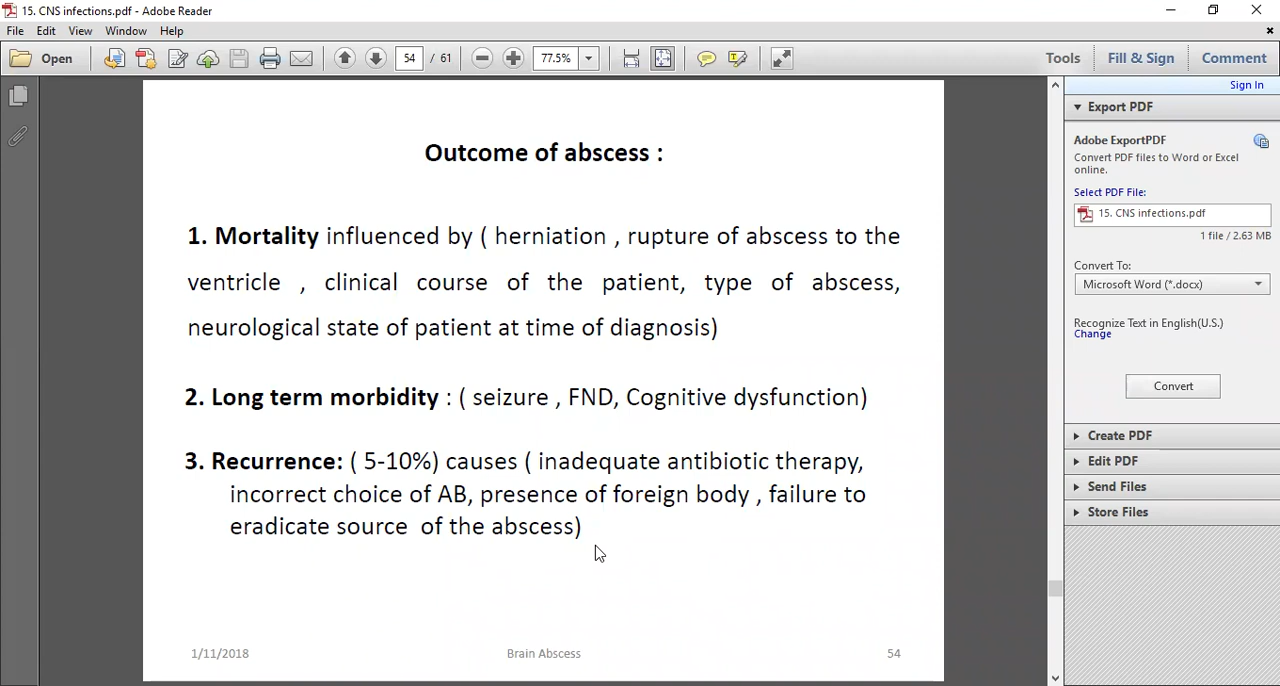 15. CNS infections.pdf - Adobe Reader
File Edit View Window Help
Open 54 / 61 77.5% Tools Fill & Sign Comment
Sign In
Export PDF
Adobe ExportPDF
Convert PDF files to Word or Excel
online.
Select PDF File:
15. CNS infections.pdf
1 file / 2.63 MB
Convert To:
Microsoft Word (*.docx)
Recognize Text in English(U.S.)
Change
Convert
Create PDF
Edit PDF
Send Files
Store Files
Outcome of abscess :
1. Mortality influenced by ( herniation , rupture of abscess to the
ventricle , clinical course of the patient, type of abscess,
neurological state of patient at time of diagnosis)
2. Long term morbidity : ( seizure , FND, Cognitive dysfunction)
3. Recurrence: ( 5-10%) causes ( inadequate antibiotic therapy,
incorrect choice of AB, presence of foreign body , failure to
eradicate source of the abscess)
1/11/2018 Brain Abscess 54